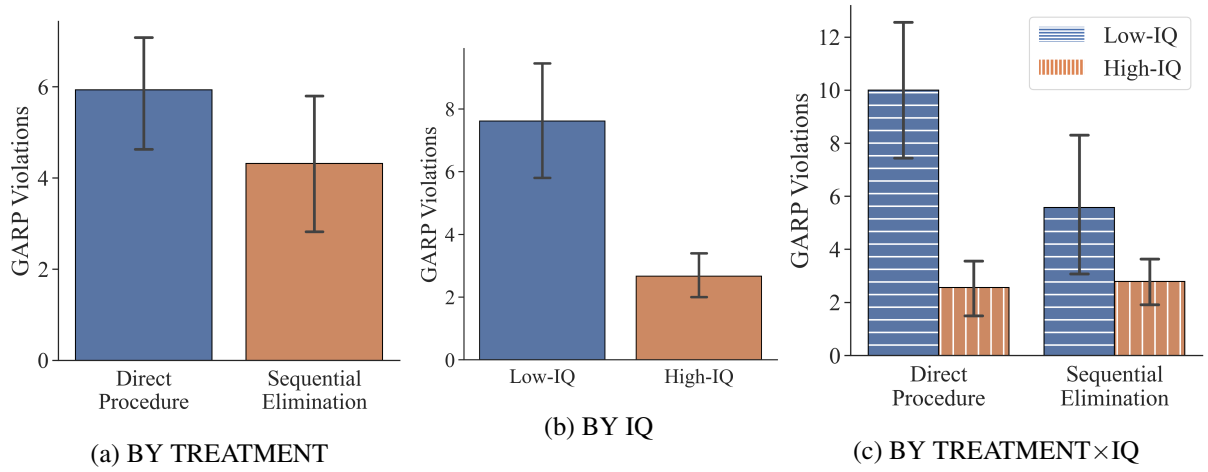 GARP Violations
6
4
2
0
Direct
Procedure
Sequential
Elimination
(a) BY TREATMENT
GARP Violations
8
6
4
2
0
Low-IQ
High-IQ
(b) BY IQ
GARP Violations
12
10
8
6
4
2
0
Low-IQ
High-IQ
Direct
Procedure
Sequential
Elimination
(c) BY TREATMENT×IQ